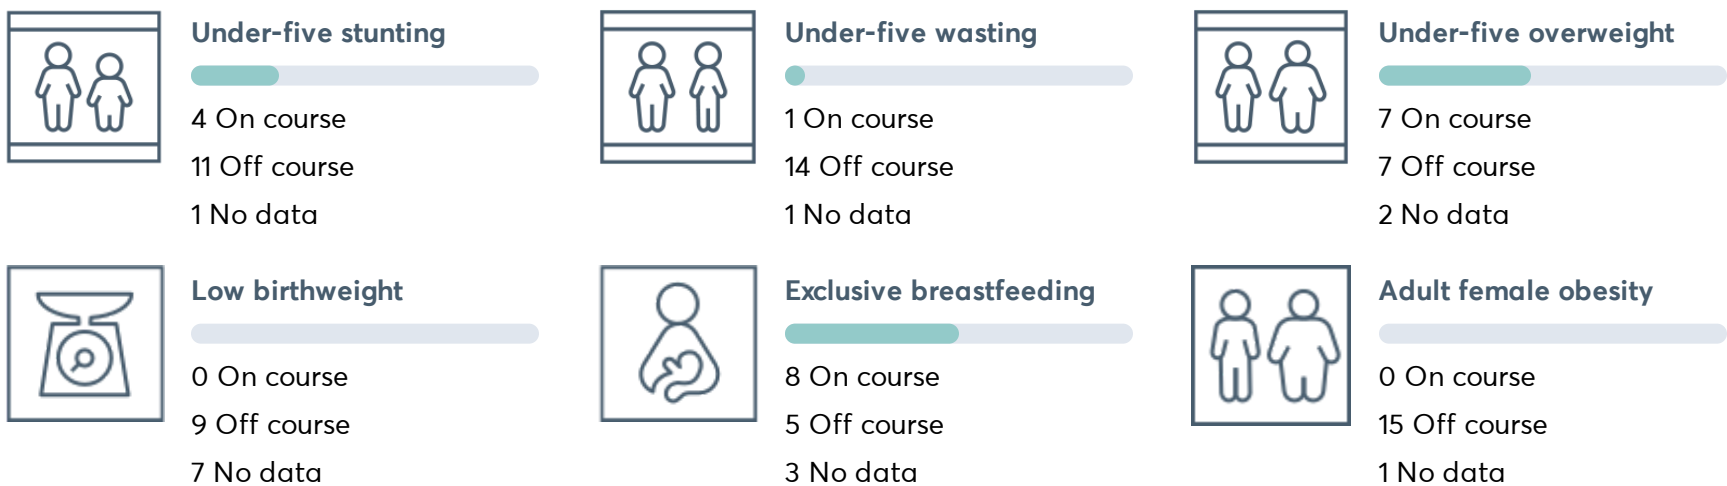 Under-five stunting
4 On course
11 Off course
1 No data
Under-five wasting
1 On course
14 Off course
1 No data
Under-five overweight
7 On course
7 Off course
2 No data
Low birthweight
0 On course
9 Off course
7 No data
Exclusive breastfeeding
8 On course
5 Off course
3 No data
Adult female obesity
0 On course
15 Off course
1 No data